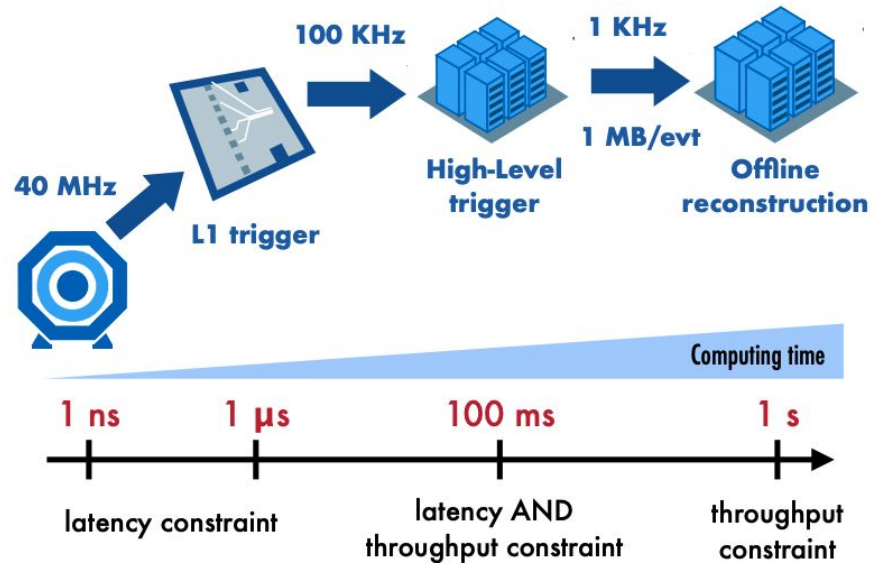 100 KHz
1 KHz
1 MB/evt
High-Level
trigger
Offline
reconstruction
40 MHz
L1 trigger
Computing time
1 ns
1 µs
100 ms
1 s
latency constraint
latency AND
throughput constraint
throughput
constraint